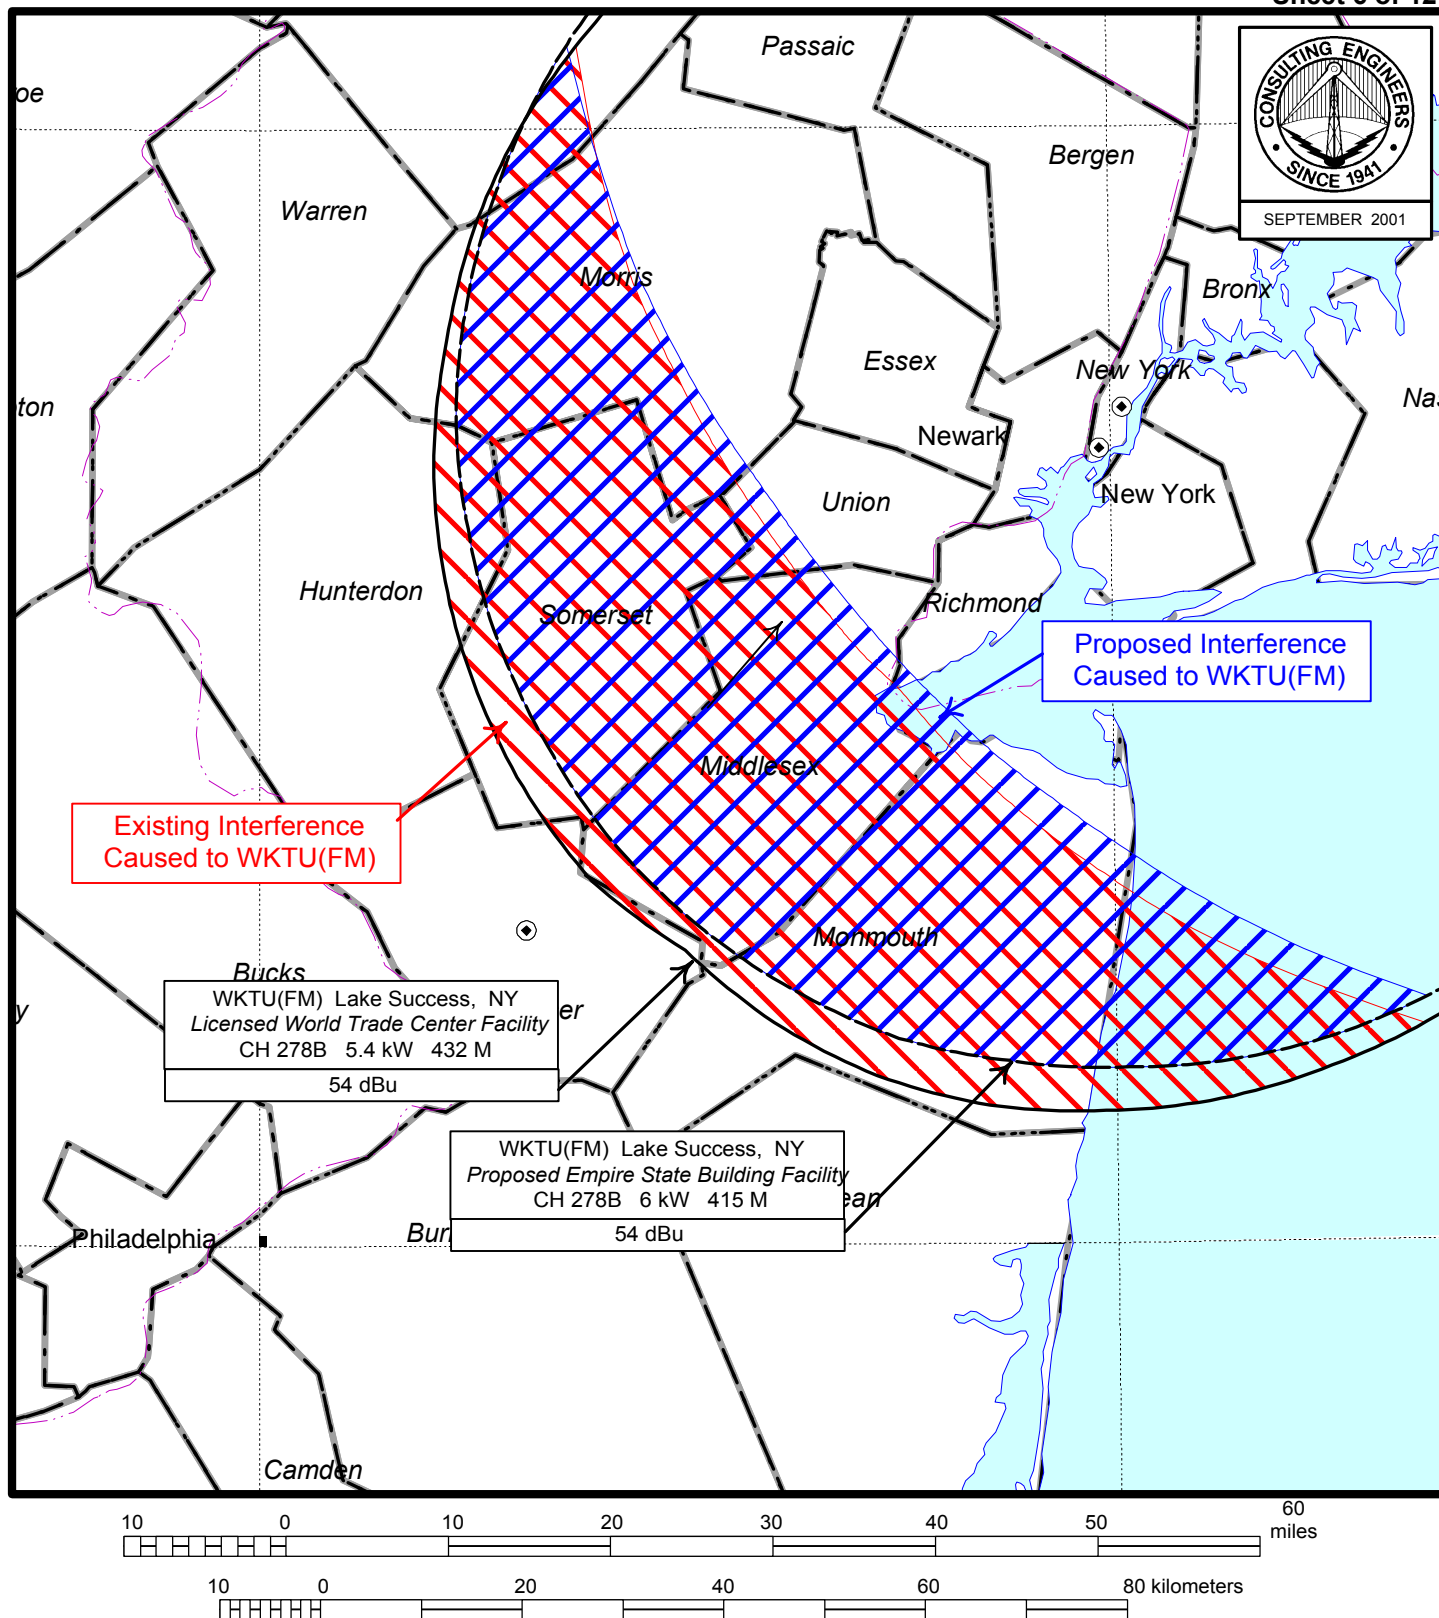 Passaic
CONSULTING ENGINEERS
SINCE 1941
SEPTEMBER 2001
oe
Bergen
Warren
Morris
Bronx
Essex
New York
ton
Nas
Newark
Union
New York
Hunterdon
Somerset
Richmond
Proposed Interference
Caused to WKTU(FM)
Middlesex
Existing Interference
Caused to WKTU(FM)
Monmouth
Bucks
WKTU(FM) Lake Success, NY
Licensed World Trade Center Facility
CH 278B 5.4 kW 432 M
54 dBu
er
y
WKTU(FM) Lake Success, NY
Proposed Empire State Building Facility
CH 278B 6 kW 415 M
54 dBu
ean
Philadelphia
Bur
Camden
10 0 10 20 30 40 50 60
miles
10 0 20 40 60 80 kilometers